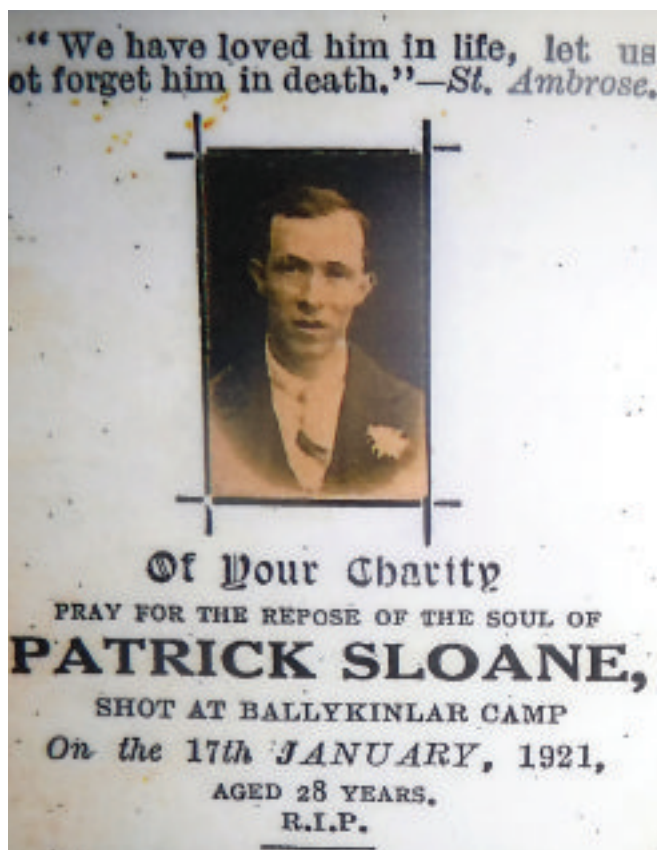 "We have loved him in life, let us
ot forget him in death."—St. Ambrose.
Of Your Charity
PRAY FOR THE REPOSE OF THE SOUL OF
PATRICK SLOANE,
SHOT AT BALLYKINLAR CAMP
On the 17th JANUARY, 1921,
AGED 28 YEARS.
R.I.P.